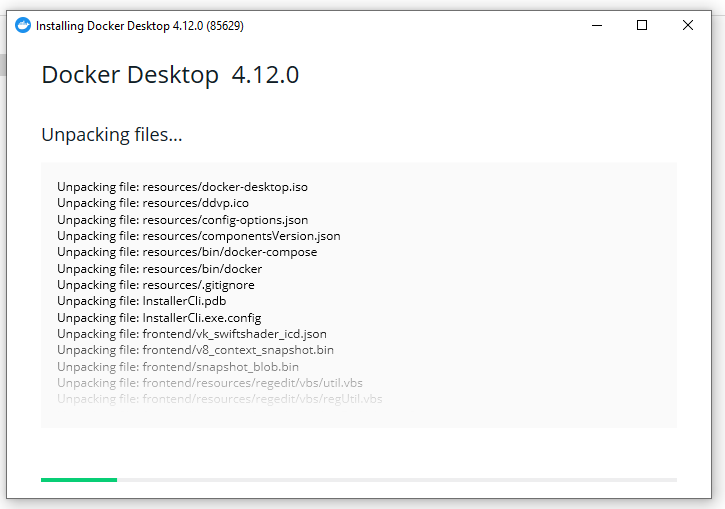 Installing Docker Desktop 4.12.0 (85629)
Docker Desktop 4.12.0
Unpacking files...
Unpacking file: resources/docker-desktop.iso
Unpacking file: resources/ddvp.ico
Unpacking file: resources/config-options.json
Unpacking file: resources/componentsVersion.json
Unpacking file: resources/bin/docker-compose
Unpacking file: resources/bin/docker
Unpacking file: resources/.gitignore
Unpacking file: InstallerCli.pdb
Unpacking file: InstallerCli.exe.config
Unpacking file: frontend/vk_swiftshader_icd.json
Unpacking file: frontend/v8_context_snapshot.bin
Unpacking file: frontend/snapshot_blob.bin
Unpacking file: frontend/resources/regedit/vbs/util.vbs
Unpacking file: frontend/resources/regedit/vbs/regUtil.vbs